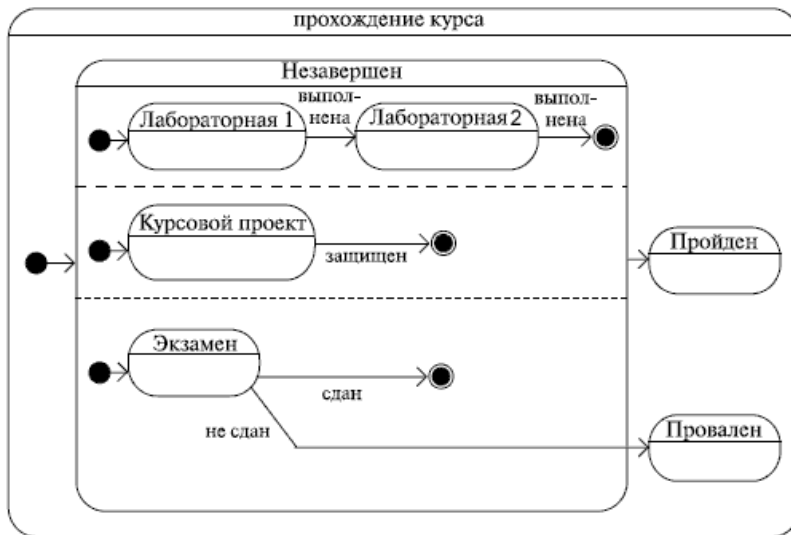 прохождение курса
Незавершен
Лабораторная 1
выпол-
нена
Лабораторная 2
выпол-
нена
Курсовой проект
защищен
Пройден
Экзамен
сдан
не сдан
Провален